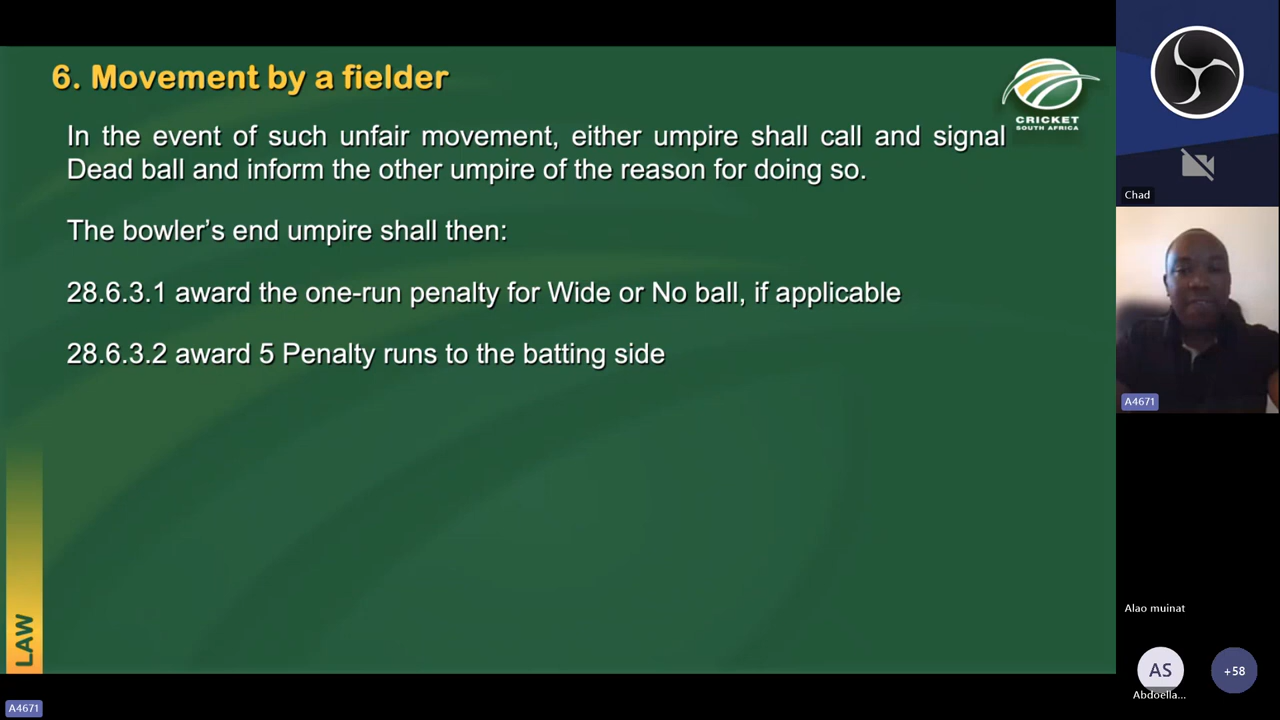 6. Movement by a fielder
CRICKET
SOUTH AFRICA
In the event of such unfair movement, either umpire shall call and signal
Dead ball and inform the other umpire of the reason for doing so.
The bowler’s end umpire shall then:
28.6.3.1 award the one-run penalty for Wide or No ball, if applicable
28.6.3.2 award 5 Penalty runs to the batting side
LAW
A4671
Chad
A4671
Alao muinat
AS
Abdoella...
+58